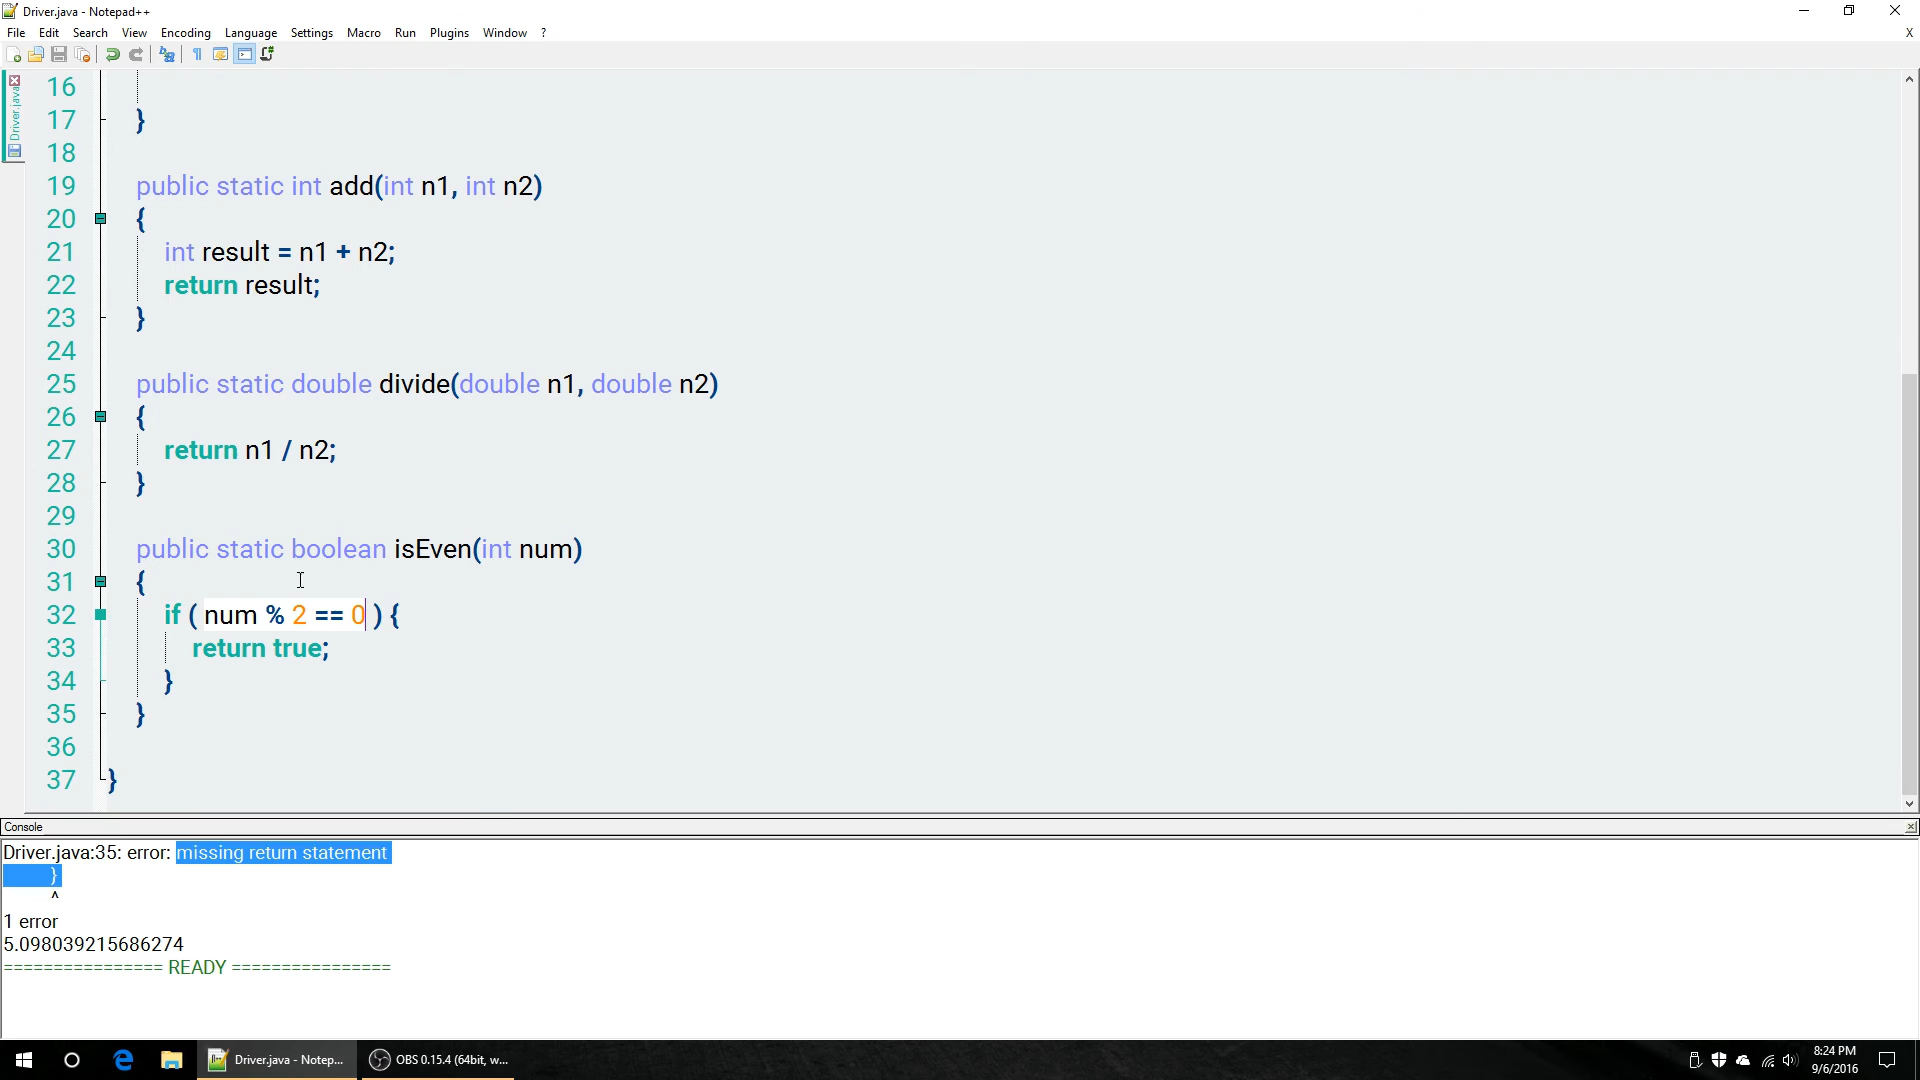 Driver.java - Notepad++
File Edit Search View Encoding Language Settings Macro Run Plugins Window ? X
Driver.java
16
17 }
18
19 public static int add(int n1, int n2)
20 {
21 int result = n1 + n2;
22 return result;
23 }
24
25 public static double divide(double n1, double n2)
26 {
27 return n1 / n2;
28 }
29
30 public static boolean isEven(int num)
31 {
32 if ( num % 2 == 0 ) {
33 return true;
34 }
35 }
36
37 }
Console
Driver.java:35: error: missing return statement
}
^
1 error
5.098039215686274
================ READY ================
Driver.java - Notep...
OBS 0.15.4 (64bit, w...
8:24 PM
9/6/2016